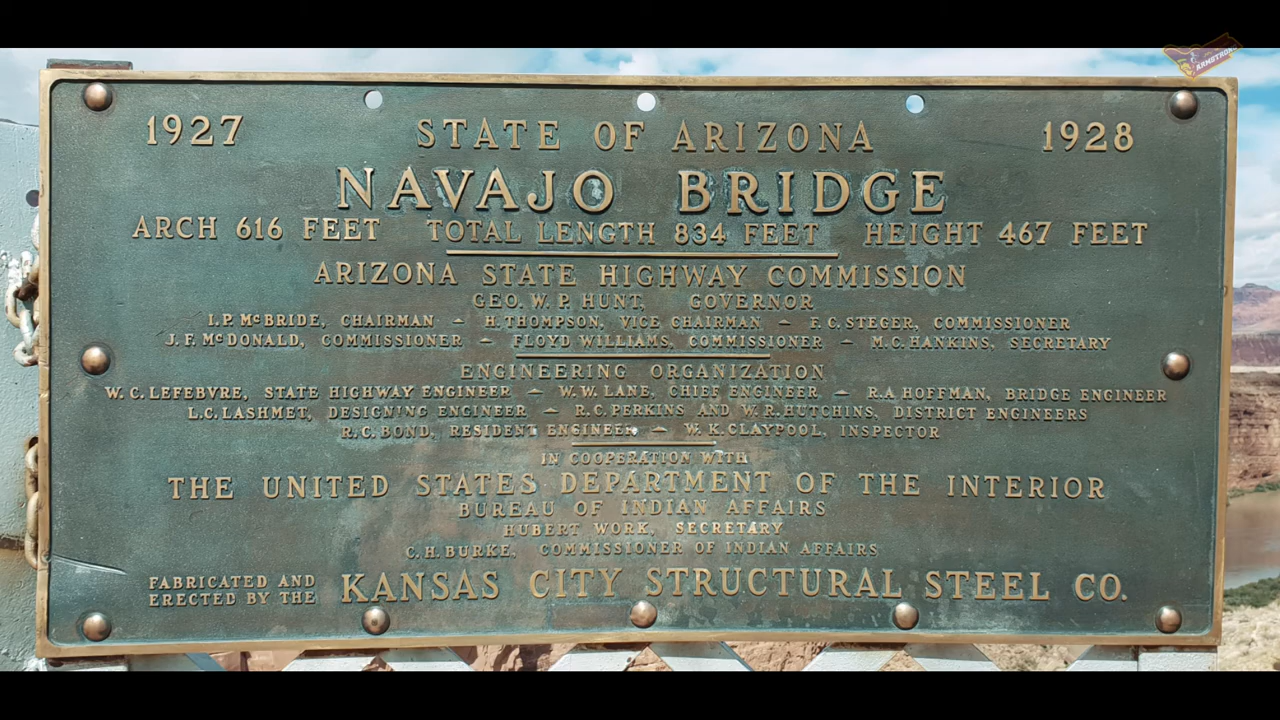 ARMSTRONG
1927 STATE OF ARIZONA 1928
NAVAJO BRIDGE
ARCH 616 FEET TOTAL LENGTH 834 FEET HEIGHT 467 FEET
ARIZONA STATE HIGHWAY COMMISSION
GEO. W. P. HUNT, GOVERNOR
I. P. McBRIDE, CHAIRMAN – H. THOMPSON, VICE CHAIRMAN – F. C. STEGER, COMMISSIONER
J. F. McDONALD, COMMISSIONER – FLOYD WILLIAMS, COMMISSIONER – M. C. HANKINS, SECRETARY
ENGINEERING ORGANIZATION
W. C. LEFEBVRE, STATE HIGHWAY ENGINEER – W. W. LANE, CHIEF ENGINEER – R. A HOFFMAN, BRIDGE ENGINEER
L. C. LASHMET, DESIGNING ENGINEER – R. C. PERKINS AND W. R. HUTCHINS, DISTRICT ENGINEERS
R. C. BOND, RESIDENT ENGINEER – W. K. CLAYPOOL, INSPECTOR
IN COOPERATION WITH
THE UNITED STATES DEPARTMENT OF THE INTERIOR
BUREAU OF INDIAN AFFAIRS
HUBERT WORK, SECRETARY
C. H. BURKE, COMMISSIONER OF INDIAN AFFAIRS
FABRICATED AND
ERECTED BY THE KANSAS CITY STRUCTURAL STEEL CO.